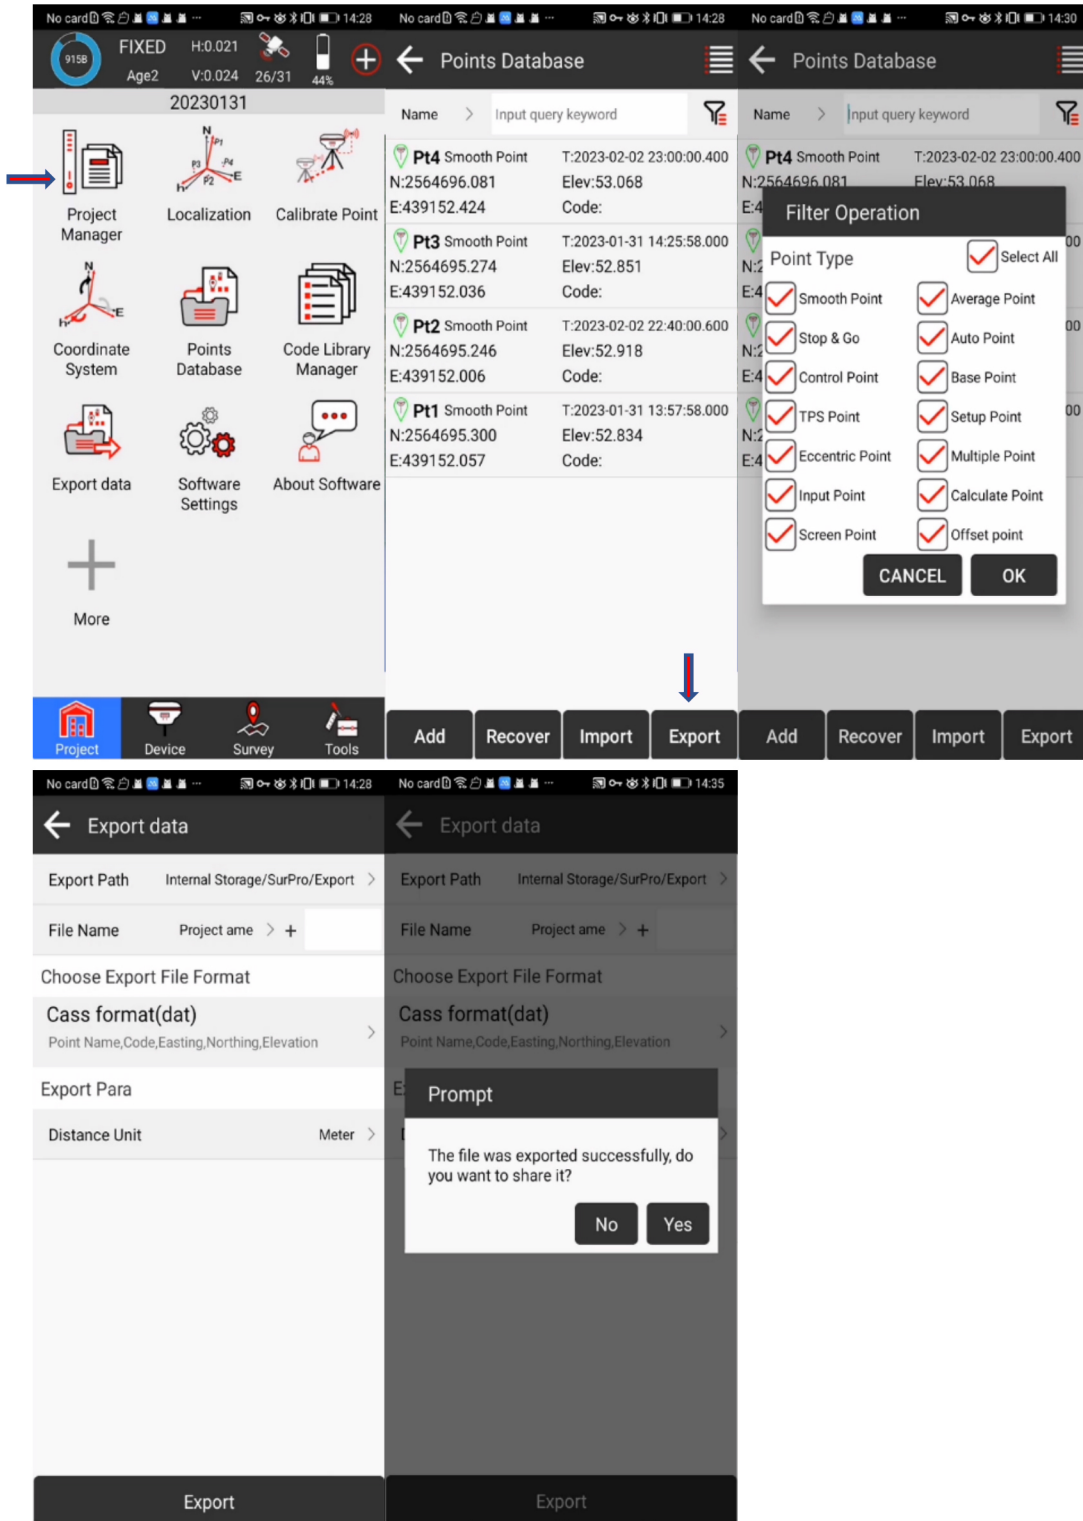 No card 14:28
915B FIXED H:0.021
Age2 V:0.024 26/31 44%
20230131
P1
N
P3 P4
P2 E
h
Project Manager
Localization
Calibrate Point
N
E
h
Coordinate System
Points Database
Code Library Manager
Export data
Software Settings
About Software
More
Project Device Survey Tools
No card 14:28
Points Database
Name > Input query keyword
Pt4 Smooth Point T:2023-02-02 23:00:00.400
N:2564696.081 Elev:53.068
E:439152.424 Code:
Pt3 Smooth Point T:2023-01-31 14:25:58.000
N:2564695.274 Elev:52.851
E:439152.036 Code:
Pt2 Smooth Point T:2023-02-02 22:40:00.600
N:2564695.246 Elev:52.918
E:439152.006 Code:
Pt1 Smooth Point T:2023-01-31 13:57:58.000
N:2564695.300 Elev:52.834
E:439152.057 Code:
Add Recover Import Export
No card 14:30
Points Database
Name > Input query keyword
Pt4 Smooth Point T:2023-02-02 23:00:00.400
N:2564696.081 Elev:53.068
E:4
Filter Operation
Point Type Select All
Smooth Point Average Point
Stop & Go Auto Point
Control Point Base Point
TPS Point Setup Point
Eccentric Point Multiple Point
Input Point Calculate Point
Screen Point Offset point
CANCEL OK
Add Recover Import Export
No card 14:28
Export data
Export Path Internal Storage/SurPro/Export >
File Name Project ame > +
Choose Export File Format
Cass format(dat)
Point Name,Code,Easting,Northing,Elevation >
Export Para
Distance Unit Meter >
Export
No card 14:35
Export data
Export Path Internal Storage/SurPro/Export >
File Name Project ame > +
Choose Export File Format
Cass format(dat)
Point Name,Code,Easting,Northing,Elevation >
Prompt
The file was exported successfully, do
you want to share it?
No Yes
Export